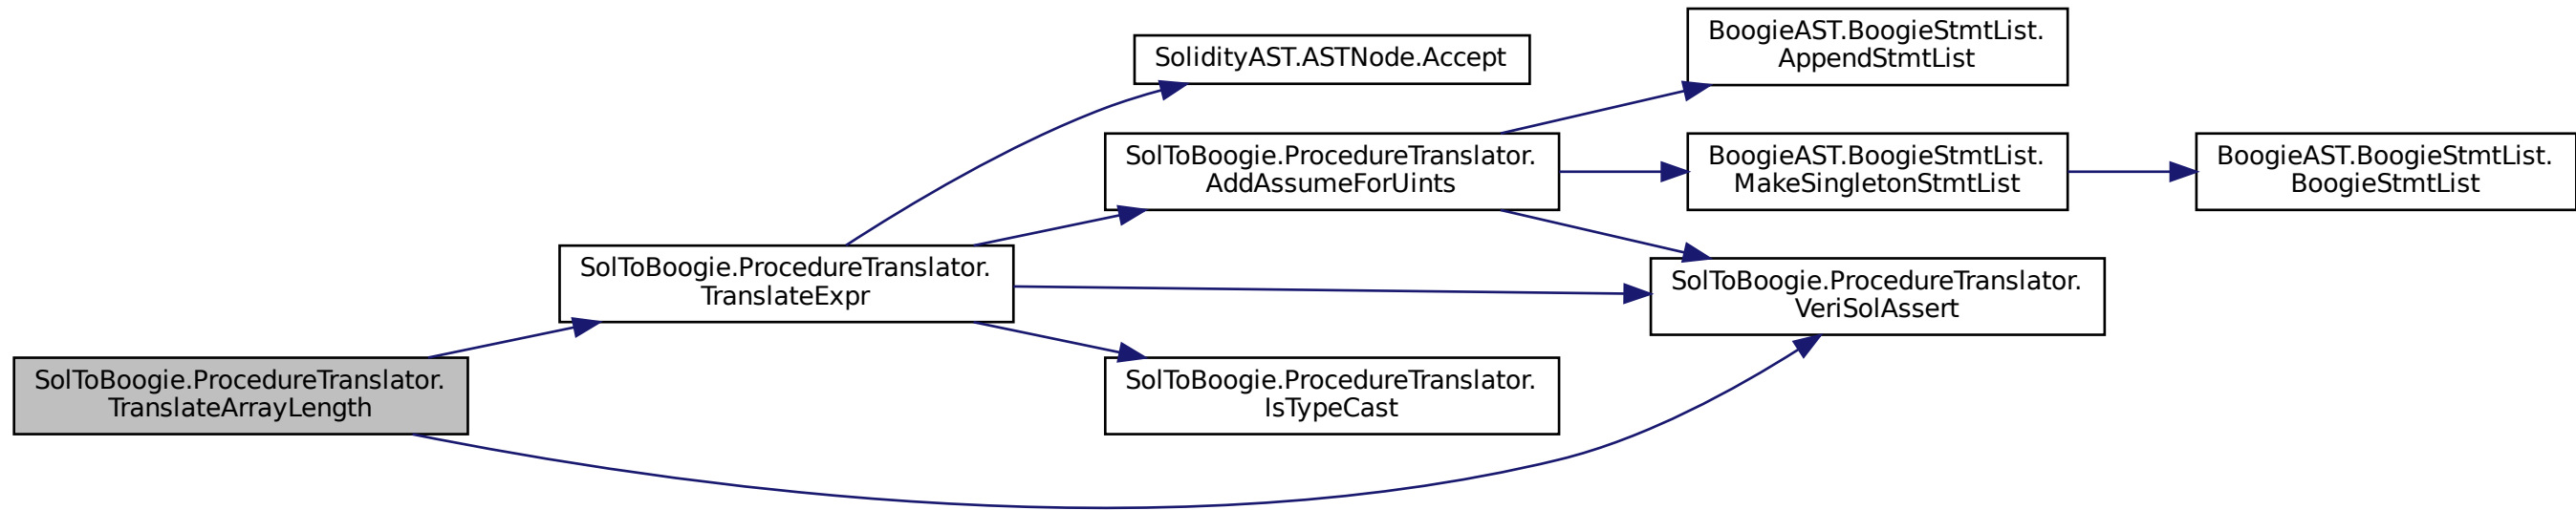 SolToBoogie.ProcedureTranslator.
TranslateArrayLength
SolToBoogie.ProcedureTranslator.
TranslateExpr
SolidityAST.ASTNode.Accept
SolToBoogie.ProcedureTranslator.
AddAssumeForUints
SolToBoogie.ProcedureTranslator.
IsTypeCast
BoogieAST.BoogieStmtList.
AppendStmtList
BoogieAST.BoogieStmtList.
MakeSingletonStmtList
SolToBoogie.ProcedureTranslator.
VeriSolAssert
BoogieAST.BoogieStmtList.
BoogieStmtList